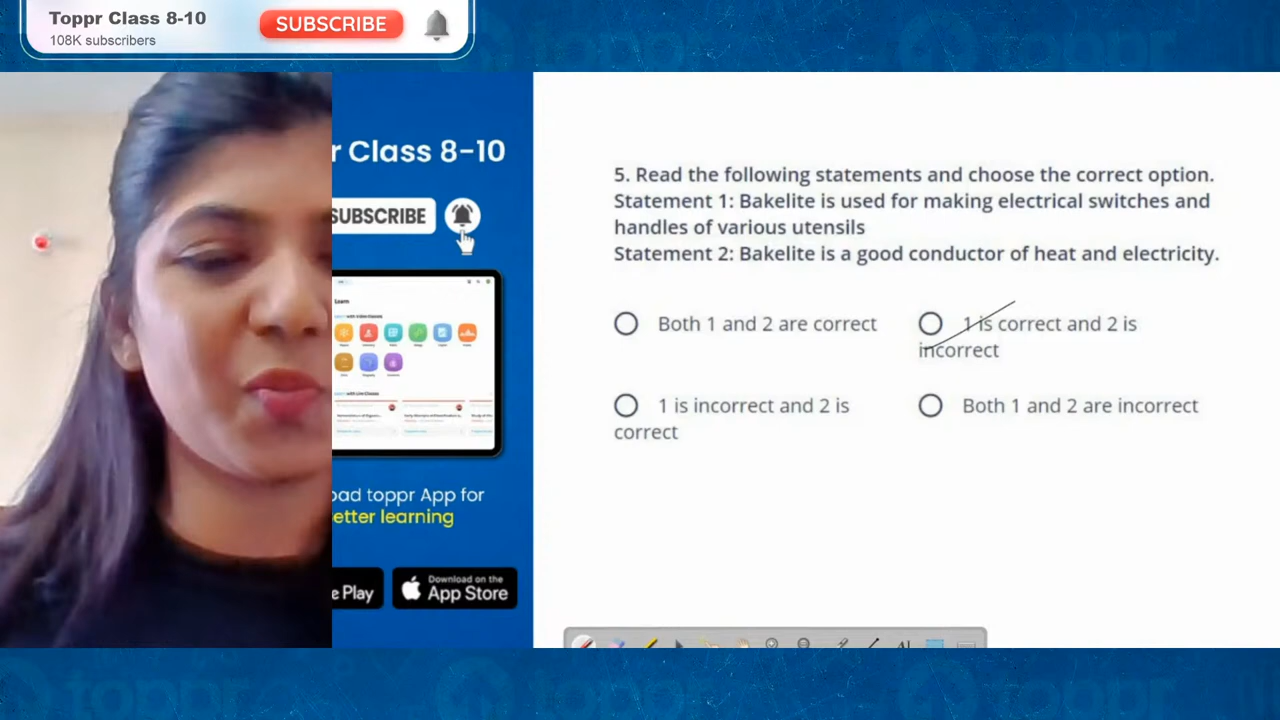 Toppr Class 8-10
108K subscribers
SUBSCRIBE
r Class 8-10
SUBSCRIBE
Learn
oad toppr App for
etter learning
e Play
Download on the
App Store
5. Read the following statements and choose the correct option.
Statement 1: Bakelite is used for making electrical switches and
handles of various utensils
Statement 2: Bakelite is a good conductor of heat and electricity.
Both 1 and 2 are correct
1 is correct and 2 is
incorrect
1 is incorrect and 2 is
correct
Both 1 and 2 are incorrect
toppr
toppr
toppr